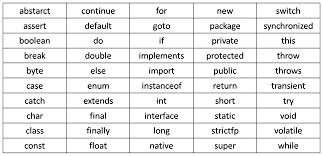 abstarct continue for new switch
assert default goto package synchronized
boolean do if private this
break double implements protected throw
byte else import public throws
case enum instanceof return transient
catch extends int short try
char final interface static void
class finally long strictfp volatile
const float native super while